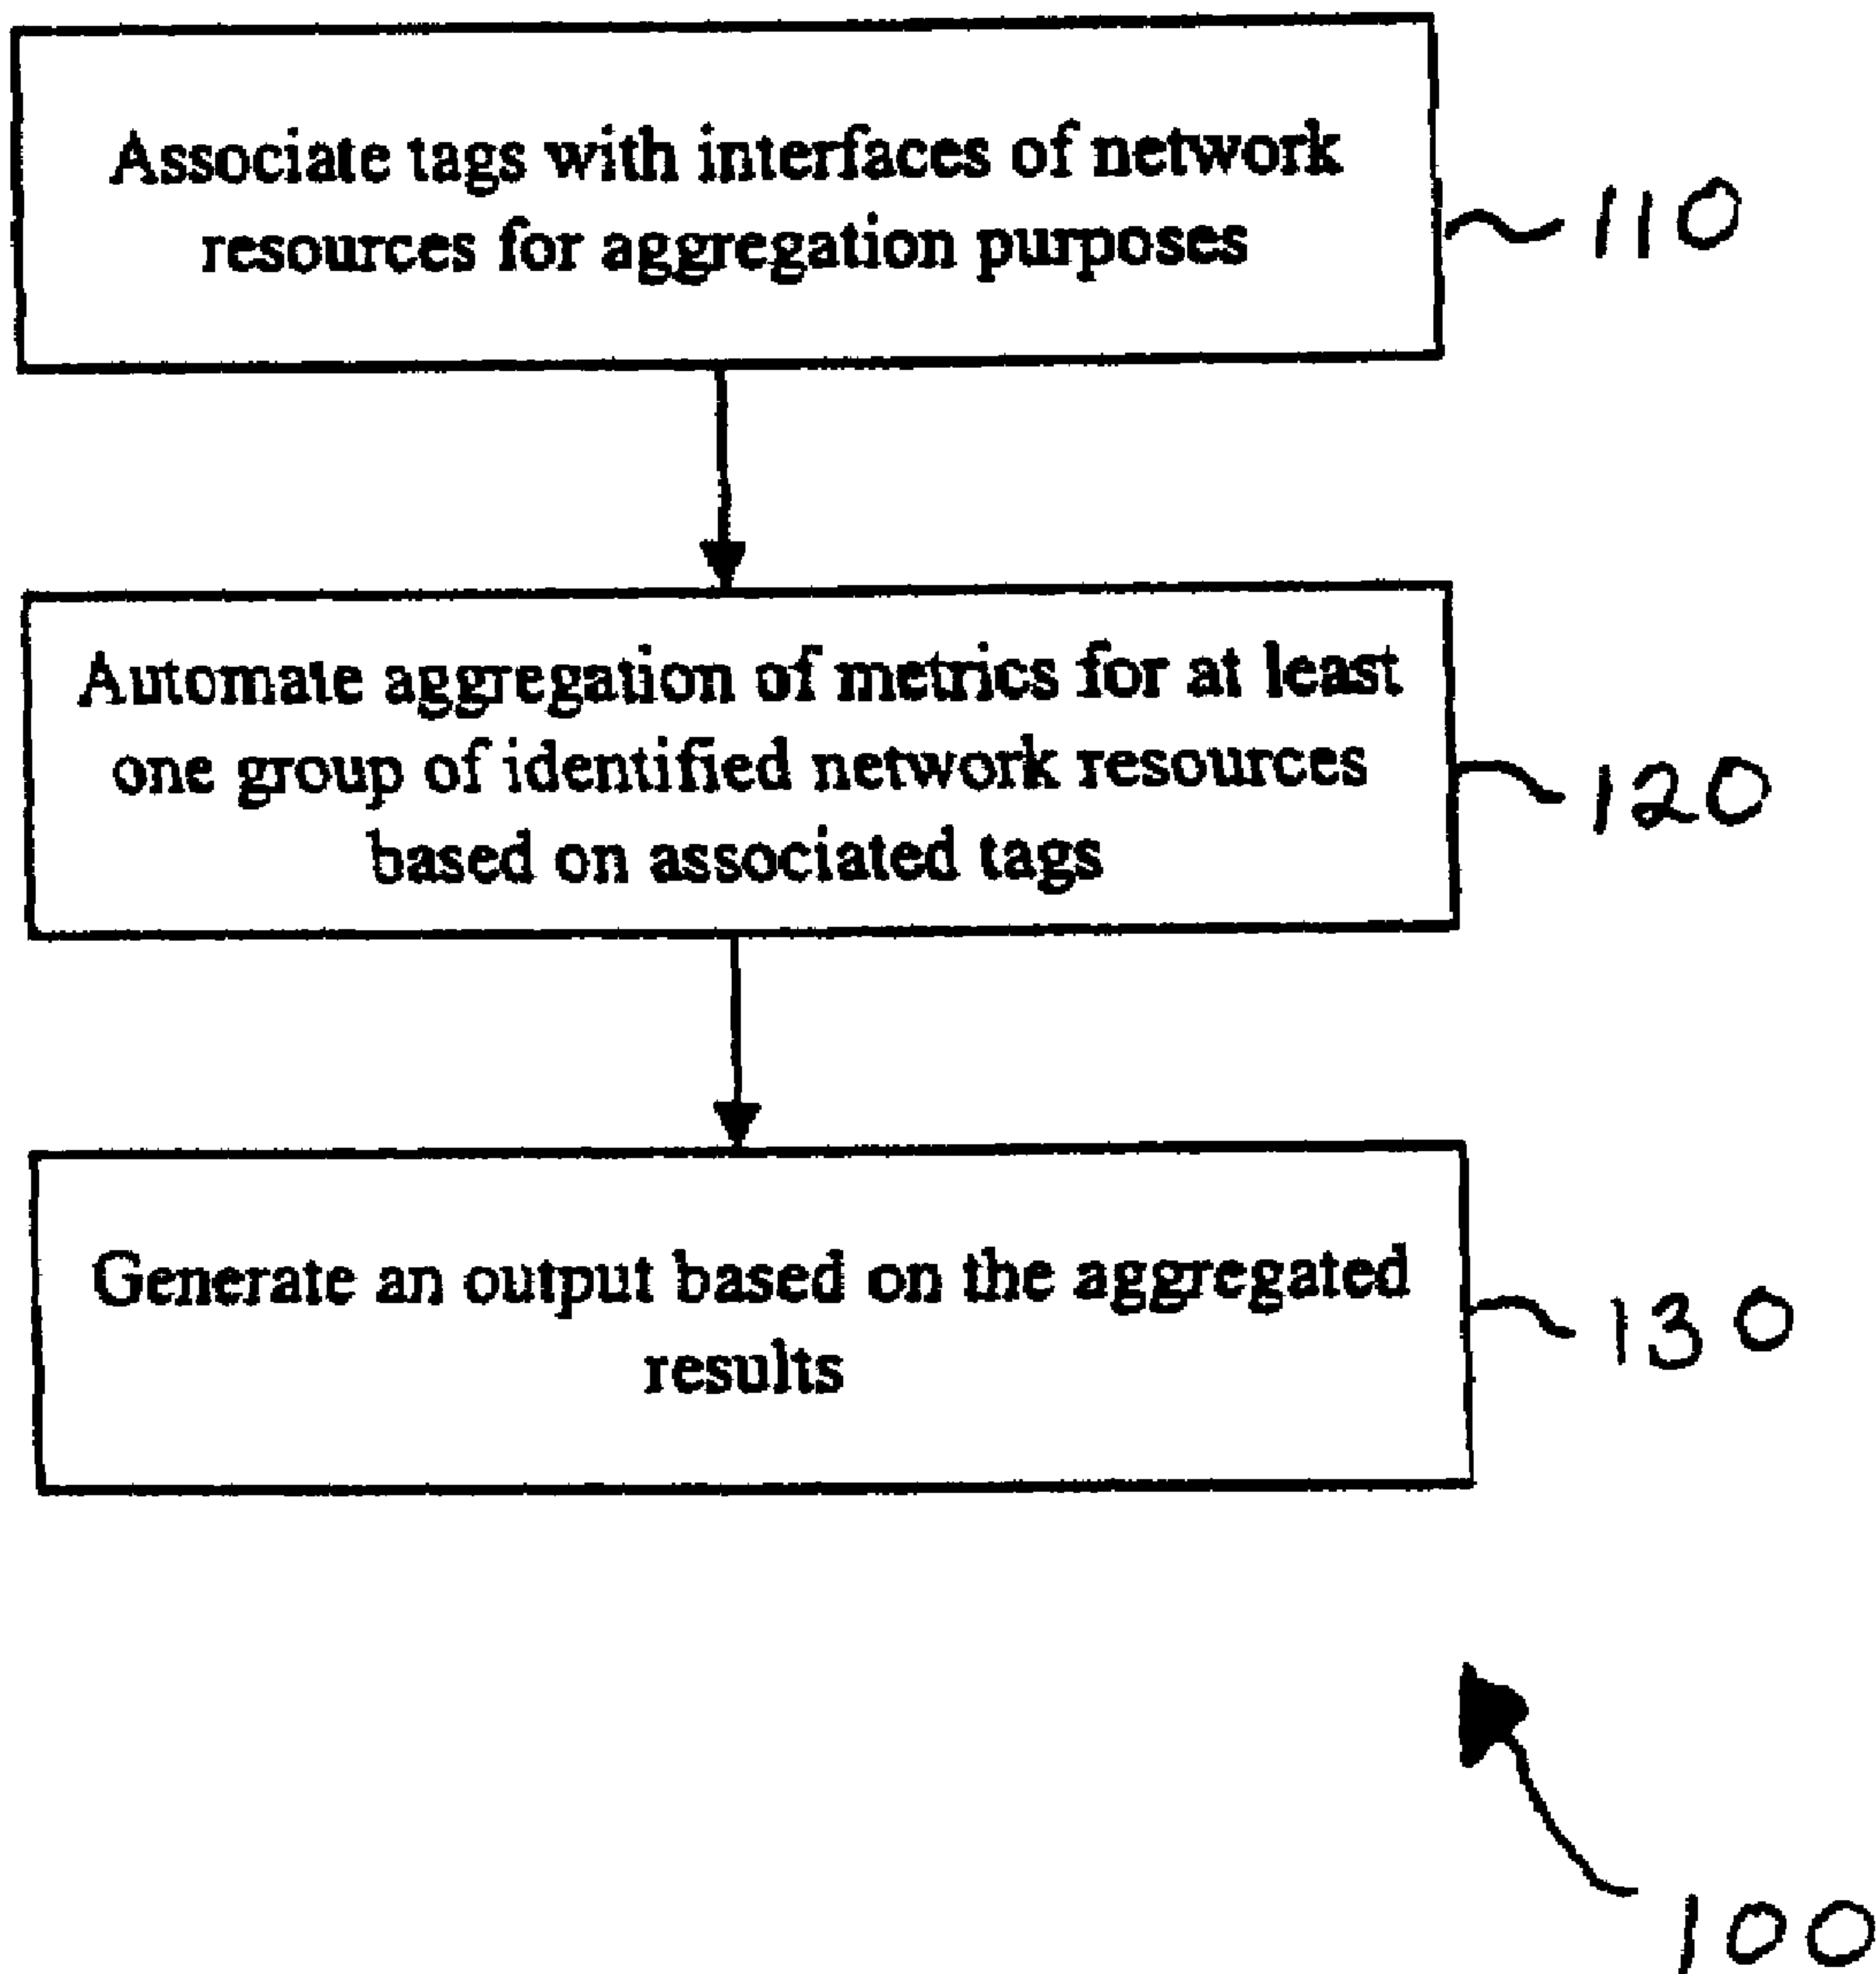 Associate tags with interfaces of network
resources for aggregation purposes
110
Automate aggregation of metrics for at least
one group of identified network resources
based on associated tags
120
Generate an output based on the aggregated
results
130
100